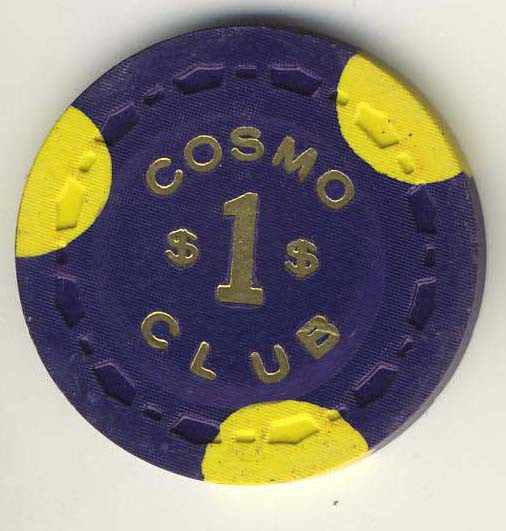 COSMO
$ 1 $
CLUB